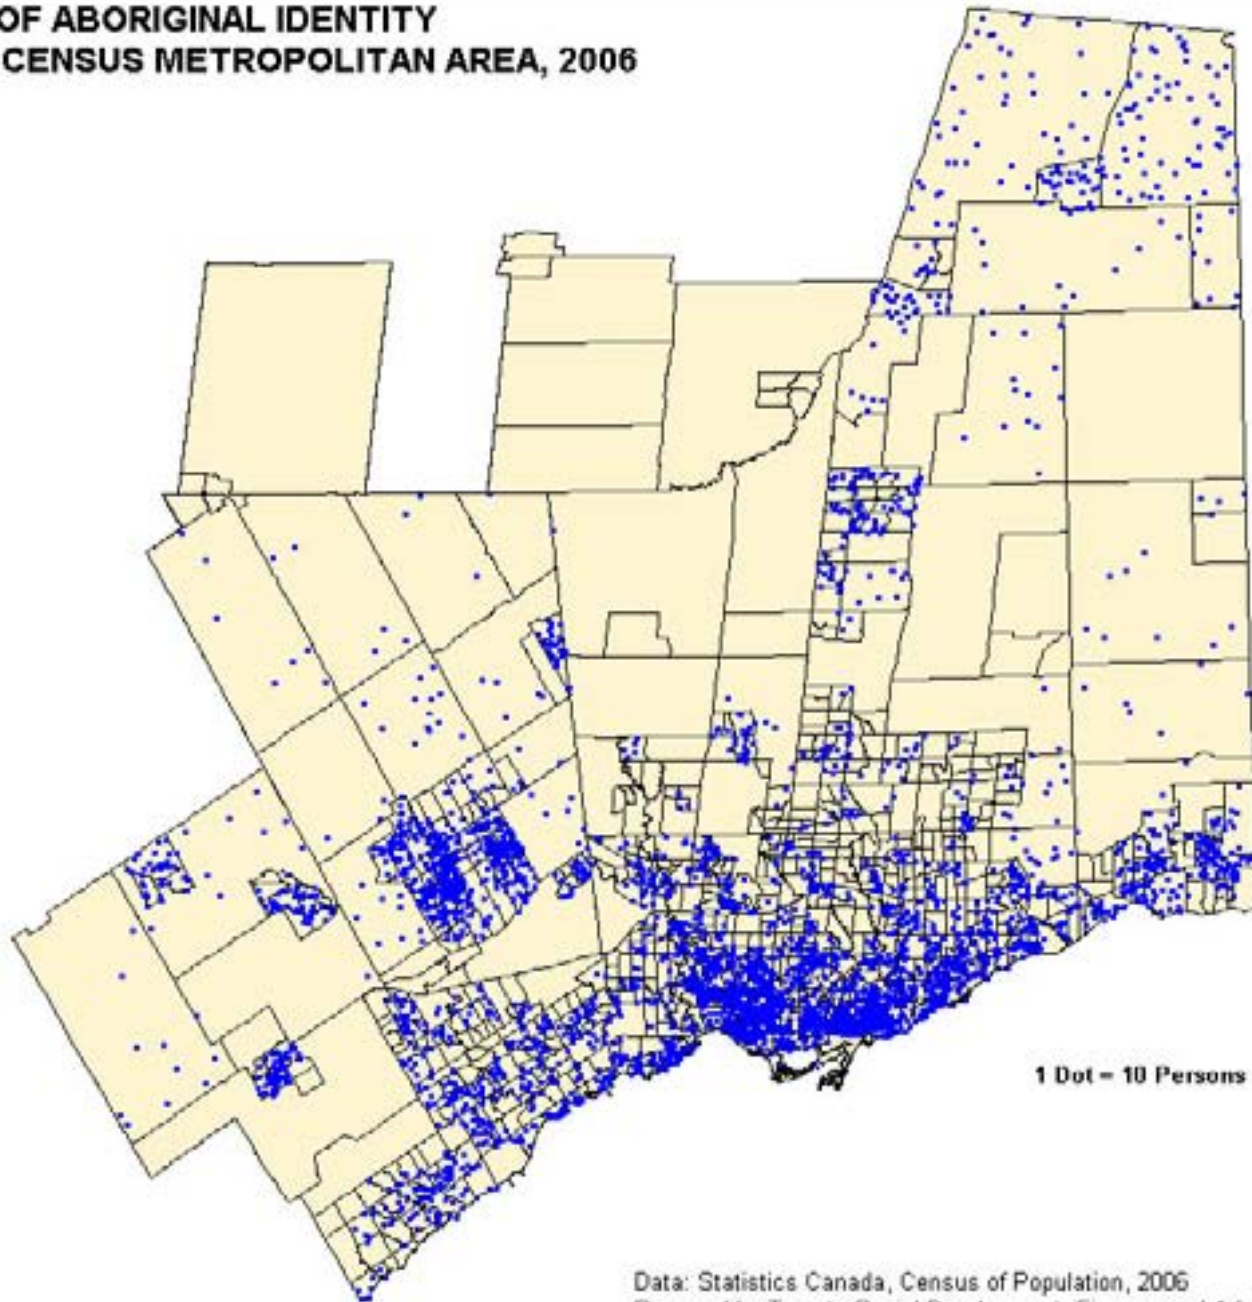 OF ABORIGINAL IDENTITY
CENSUS METROPOLITAN AREA, 2006
1 Dot = 10 Persons
Data: Statistics Canada, Census of Population, 2006